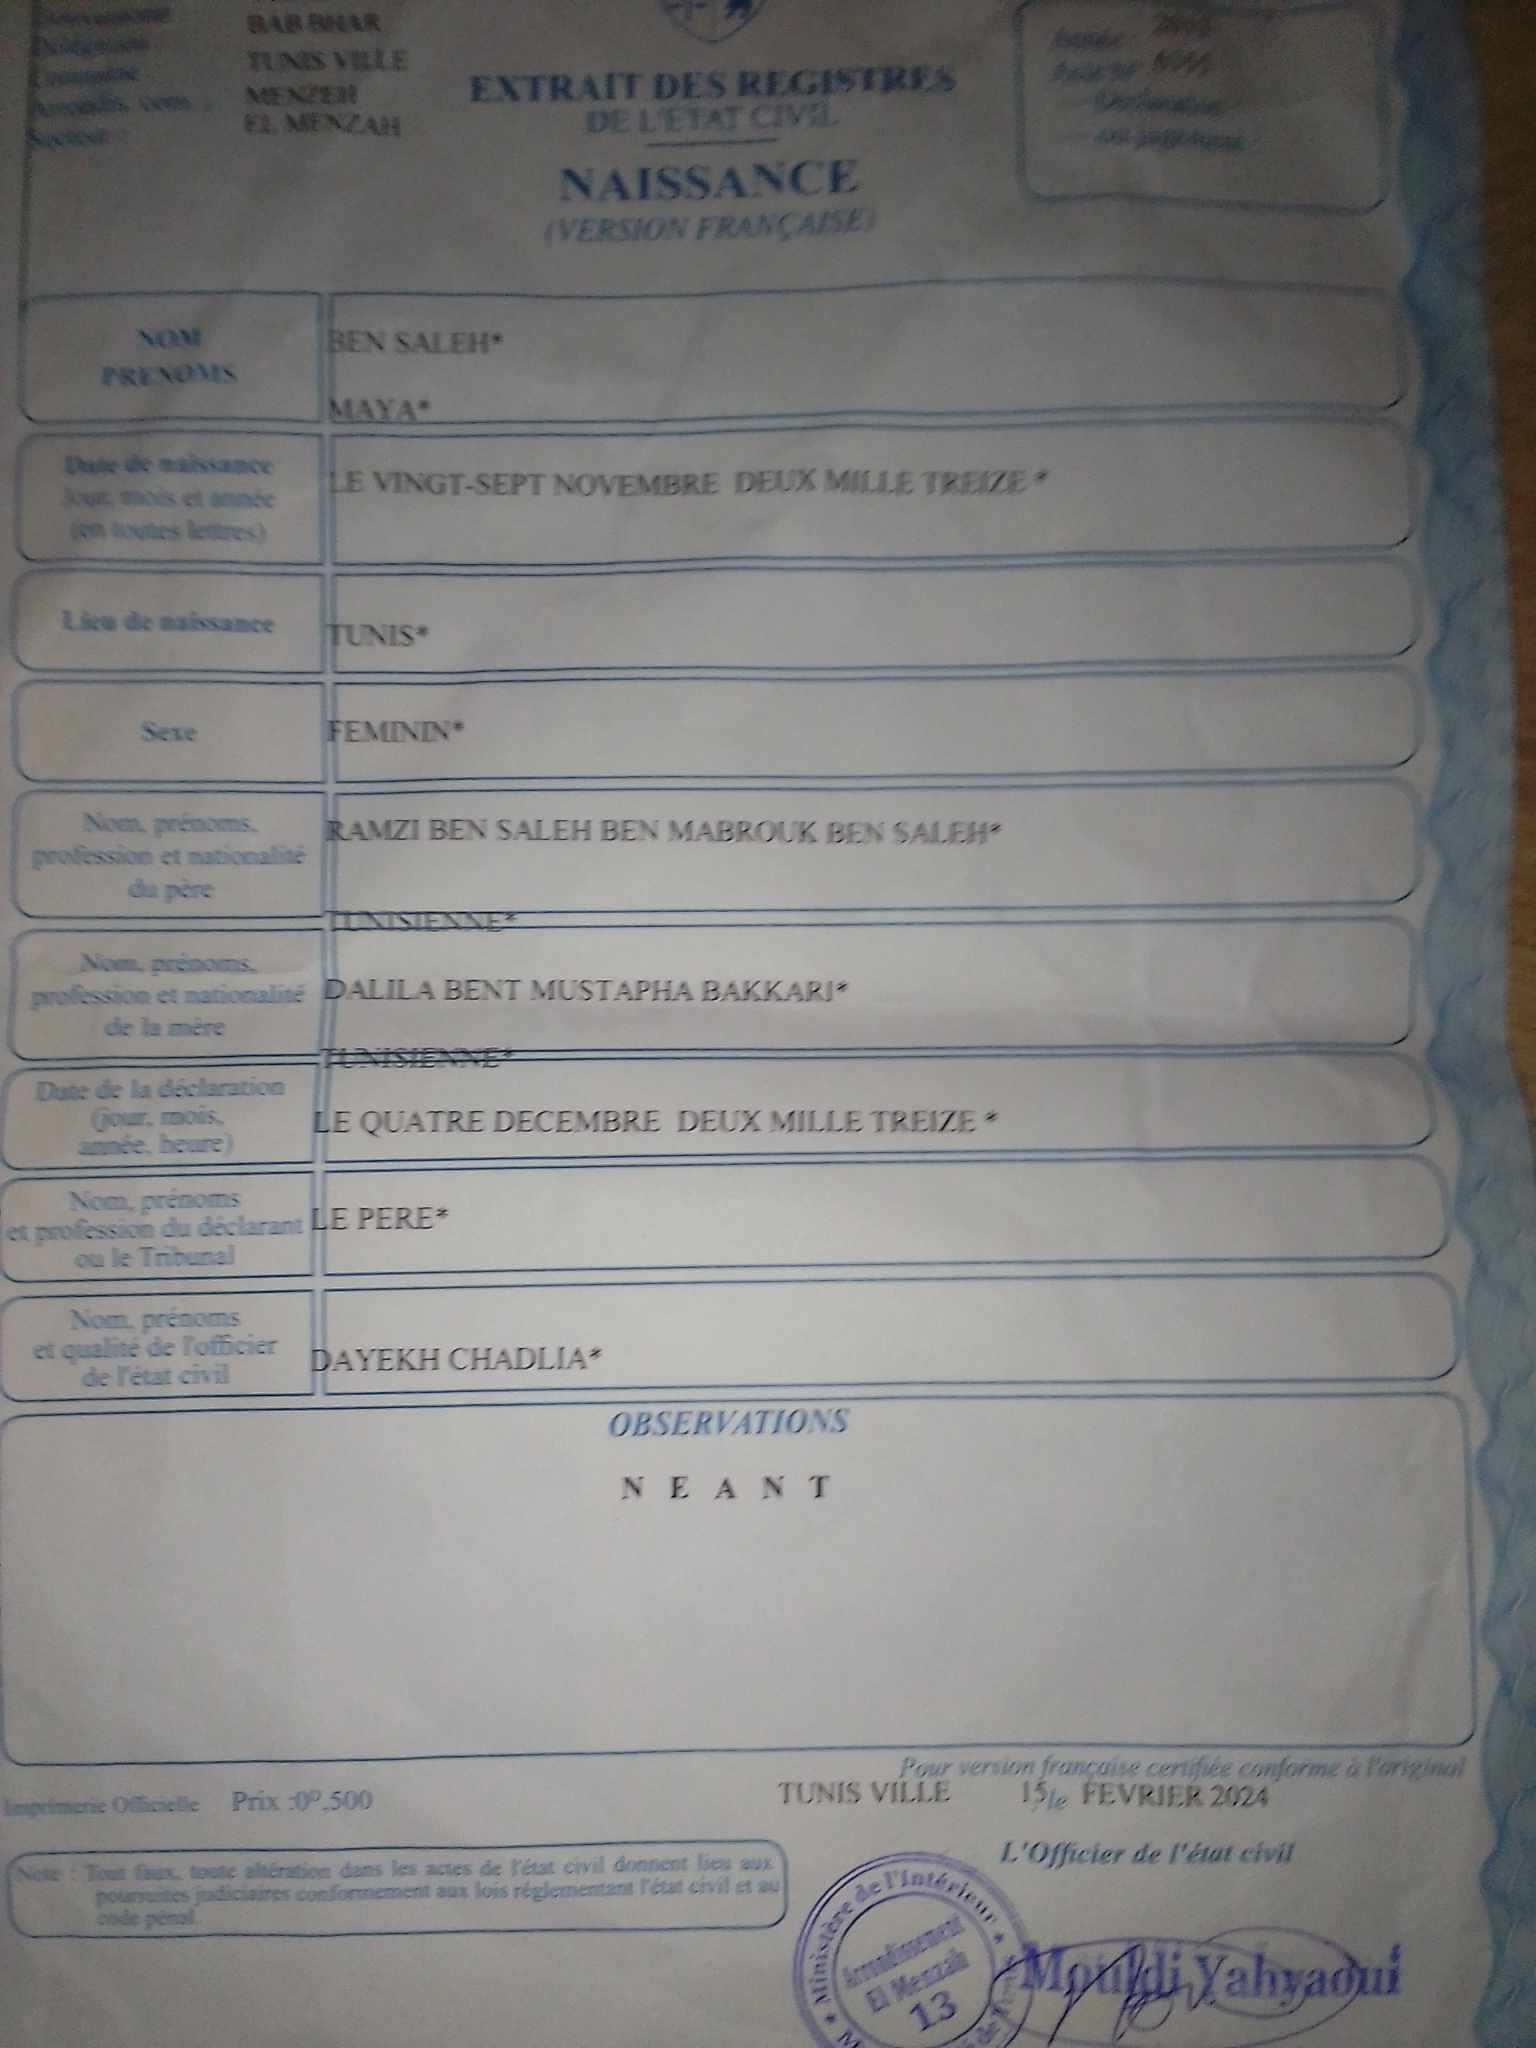 BAB BHAR
Délégation :
TUNIS VILLE
Commune
MENZEH
Arrondis. com :
EL MENZAH
Secteur :
EXTRAIT DES REGISTRES
DE L'ÉTAT CIVIL
NAISSANCE
(VERSION FRANÇAISE)
Année :
NOM
PRENOMS
BEN SALEH*
MAYA*
Date de naissance
Jour, mois et année
(en toutes lettres)
LE VINGT-SEPT NOVEMBRE DEUX MILLE TREIZE *
Lieu de naissance
TUNIS*
Sexe
FEMININ*
Nom, prénoms,
profession et nationalité
du père
RAMZI BEN SALEH BEN MABROUK BEN SALEH*
TUNISIENNE*
Nom, prénoms,
profession et nationalité
de la mère
DALILA BENT MUSTAPHA BAKKARI*
TUNISIENNE*
Date de la déclaration
(jour, mois,
année, heure)
LE QUATRE DECEMBRE DEUX MILLE TREIZE *
Nom, prénoms
et profession du déclarant
ou le Tribunal
LE PERE*
Nom, prénoms
et qualité de l'officier
de l'état civil
DAYEKH CHADLIA*
OBSERVATIONS
N E A N T
Pour version française certifiée conforme à l'original
Imprimerie Officielle Prix :0ᴰ,500
TUNIS VILLE 15 le FEVRIER 2024
L'Officier de l'état civil
Note : Tout faux, toute altération dans les actes de l'état civil donnent lieu aux
poursuites judiciaires conformement aux lois réglementant l'état civil et au
code pénal.
* Ministère de l'Intérieur *
Arrondissement
El Menzah
13
Mouldi Yahyaoui